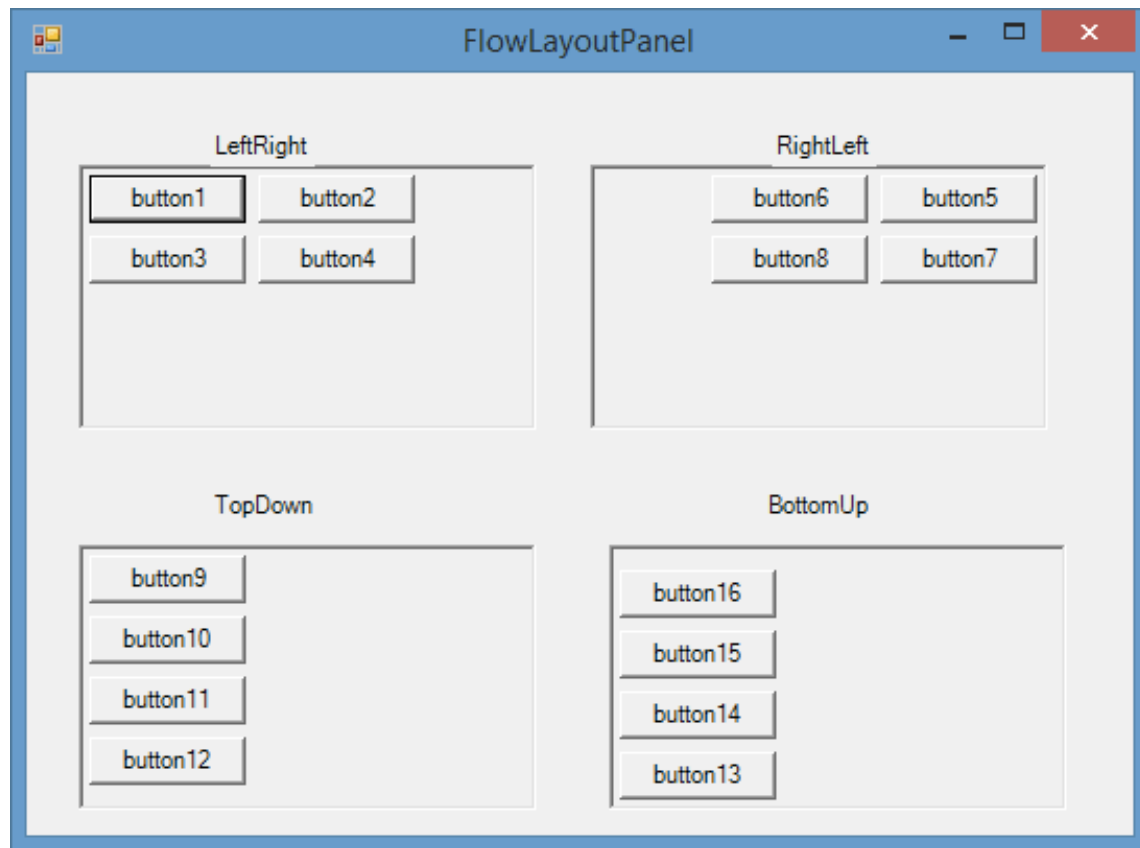 FlowLayoutPanel
LeftRight
button1 button2
button3 button4
RightLeft
button6 button5
button8 button7
TopDown
button9
button10
button11
button12
BottomUp
button16
button15
button14
button13